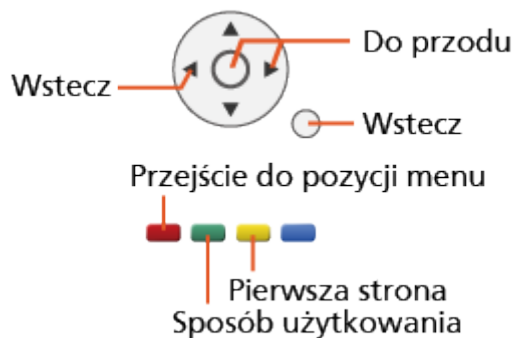 Do przodu
Wstecz
Wstecz
Przejście do pozycji menu
Pierwsza strona
Sposób użytkowania